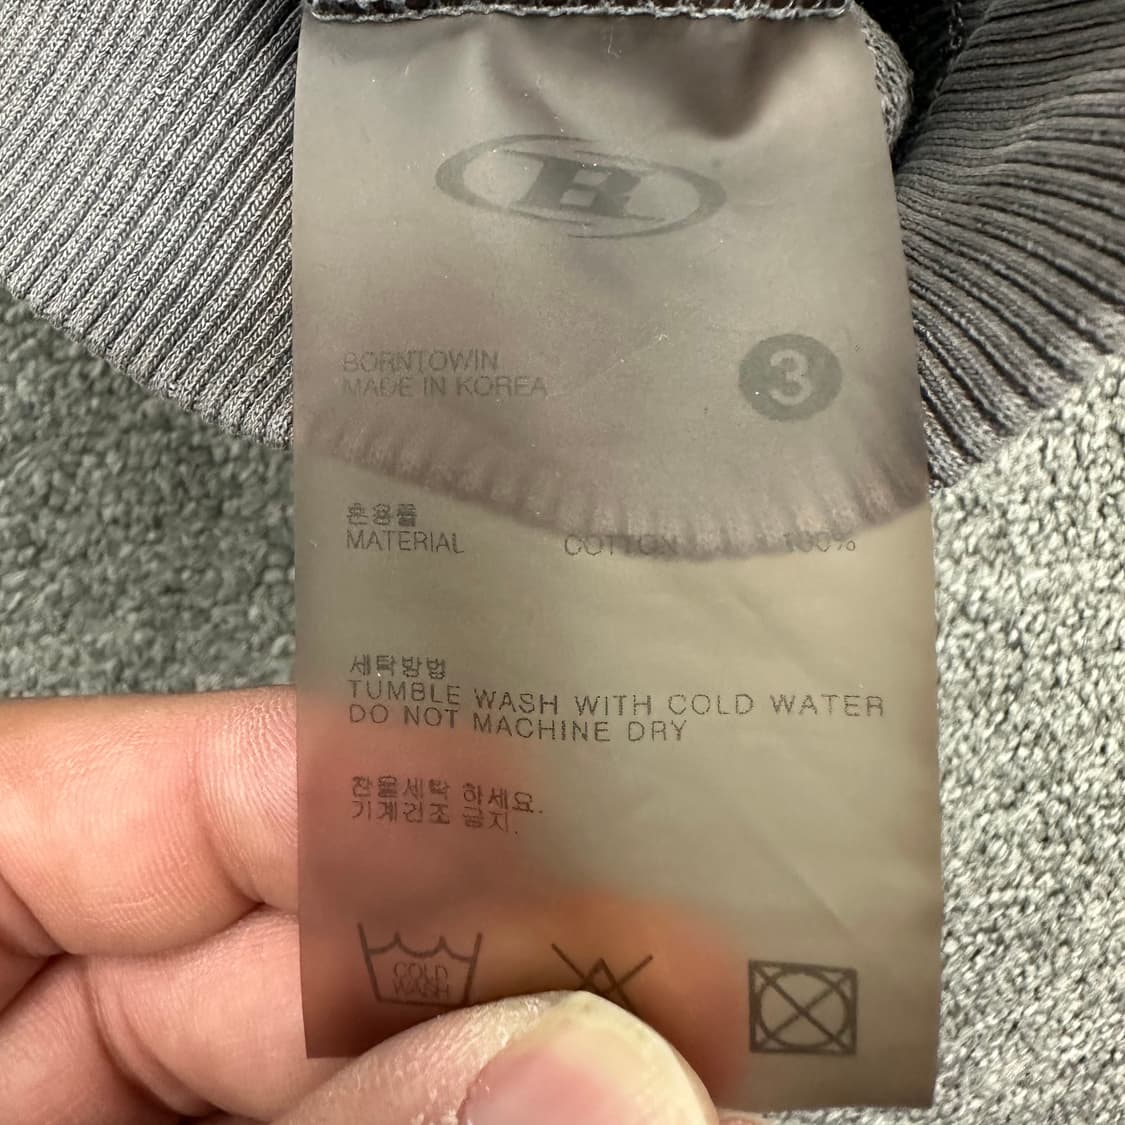 B
BORNTOWIN
MADE IN KOREA
3
혼용률
MATERIAL COTTON 100%
세탁방법
TUMBLE WASH WITH COLD WATER
DO NOT MACHINE DRY
찬물세탁 하세요.
기계건조 금지.
COLD
WASH